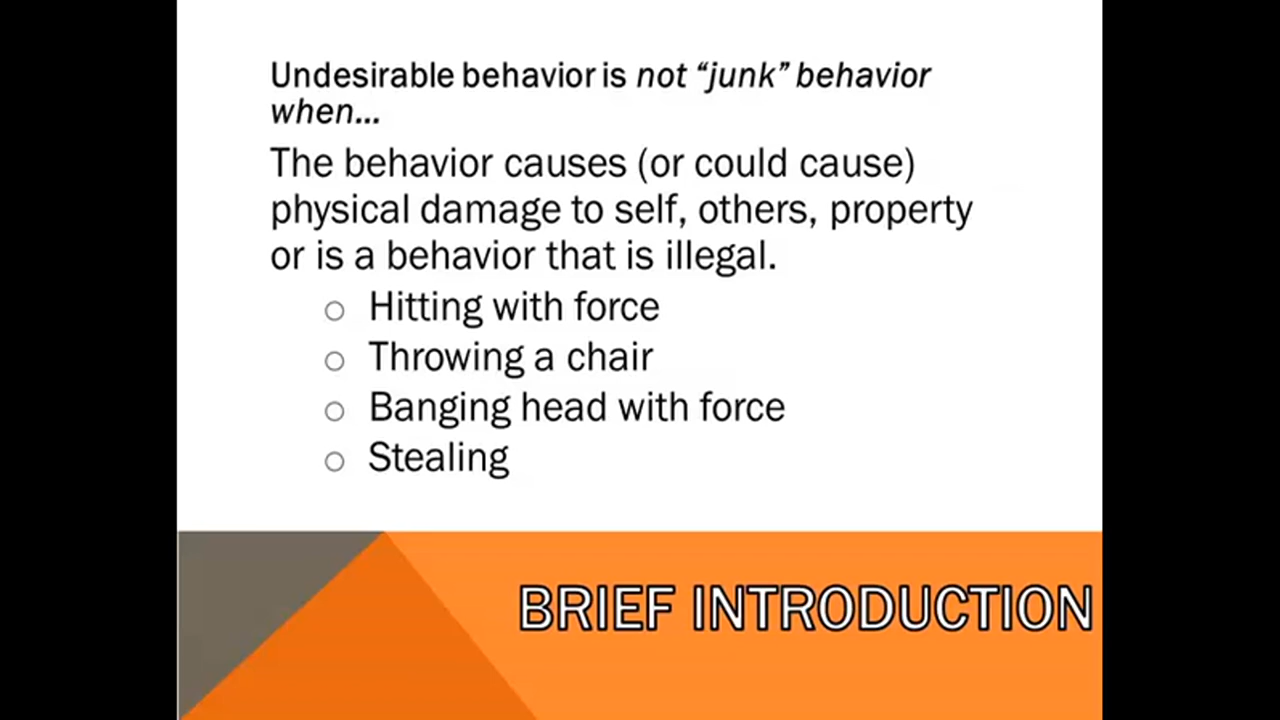 Undesirable behavior is not “junk” behavior
when...
The behavior causes (or could cause)
physical damage to self, others, property
or is a behavior that is illegal.
○ Hitting with force
○ Throwing a chair
○ Banging head with force
○ Stealing
BRIEF INTRODUCTION